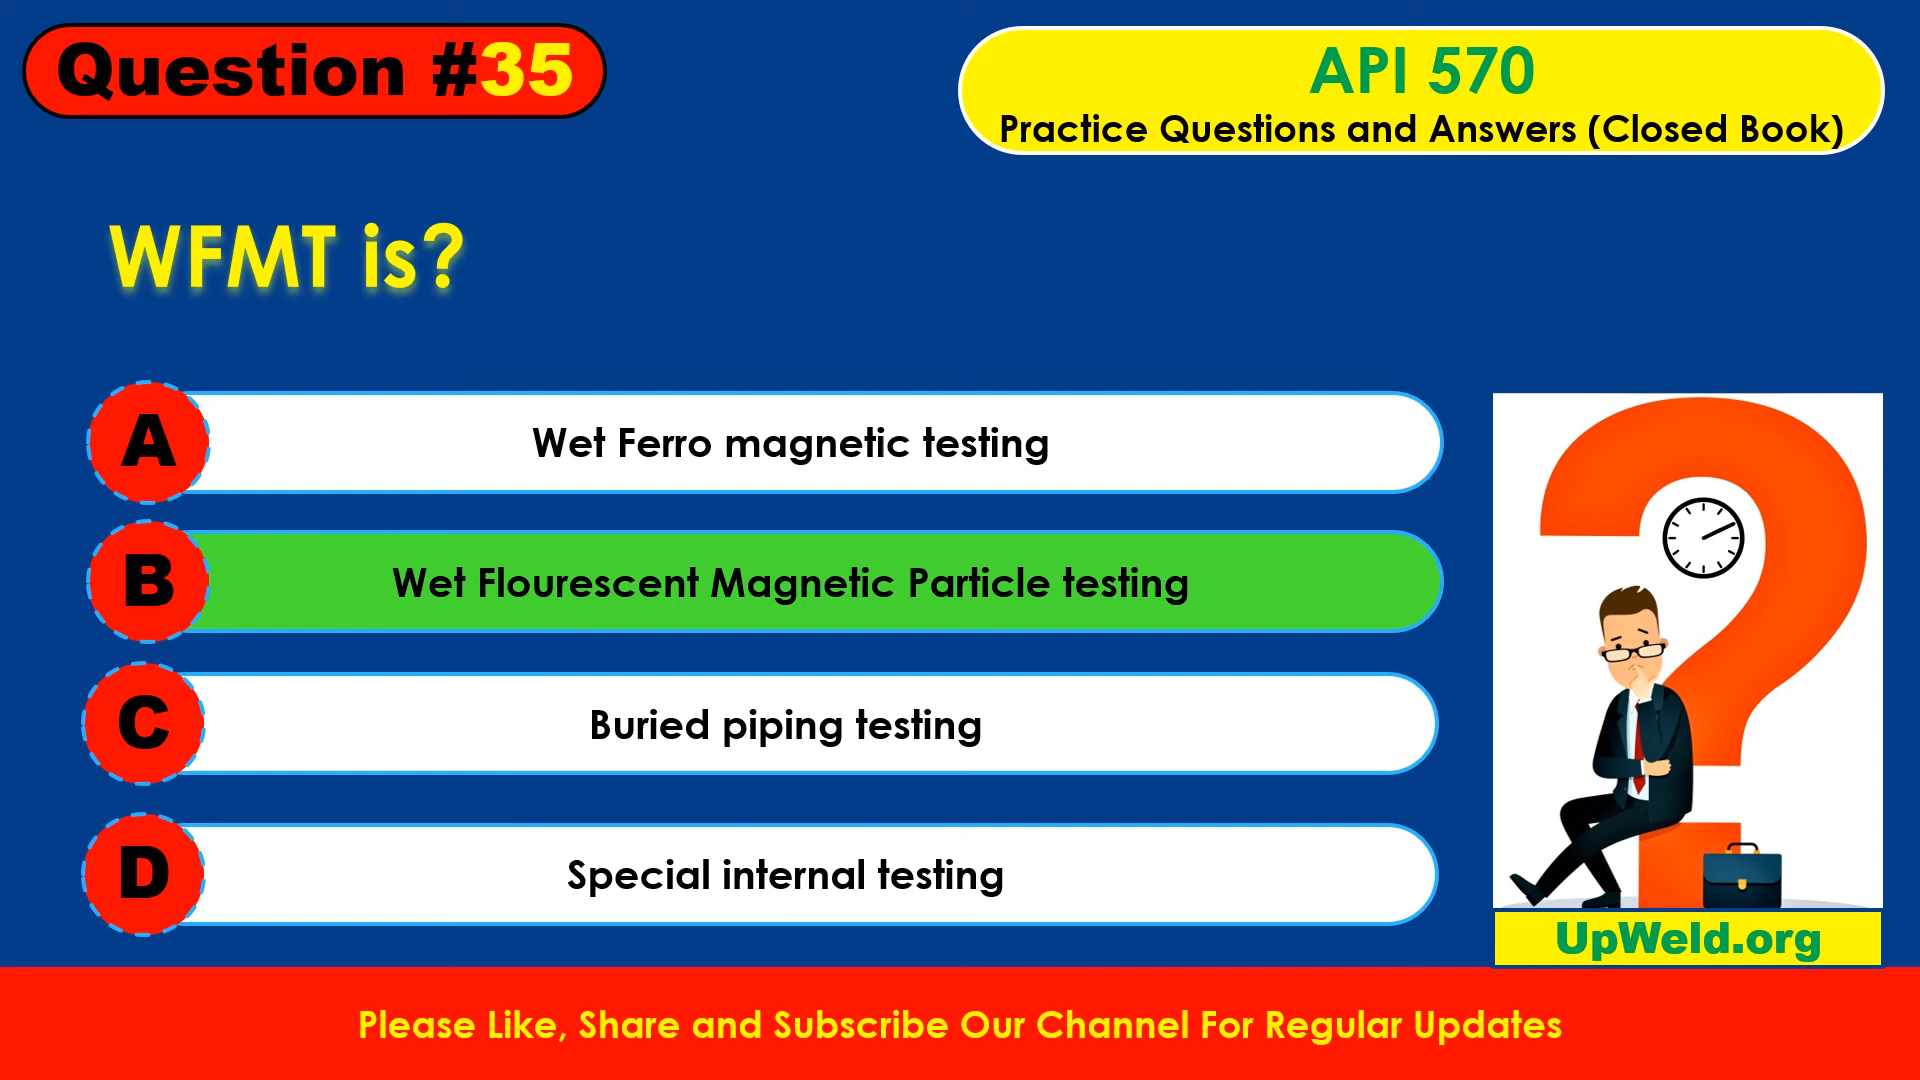 Question #35
API 570
Practice Questions and Answers (Closed Book)
WFMT is?
A
Wet Ferro magnetic testing
B
Wet Flourescent Magnetic Particle testing
C
Buried piping testing
D
Special internal testing
UpWeld.org
Please Like, Share and Subscribe Our Channel For Regular Updates